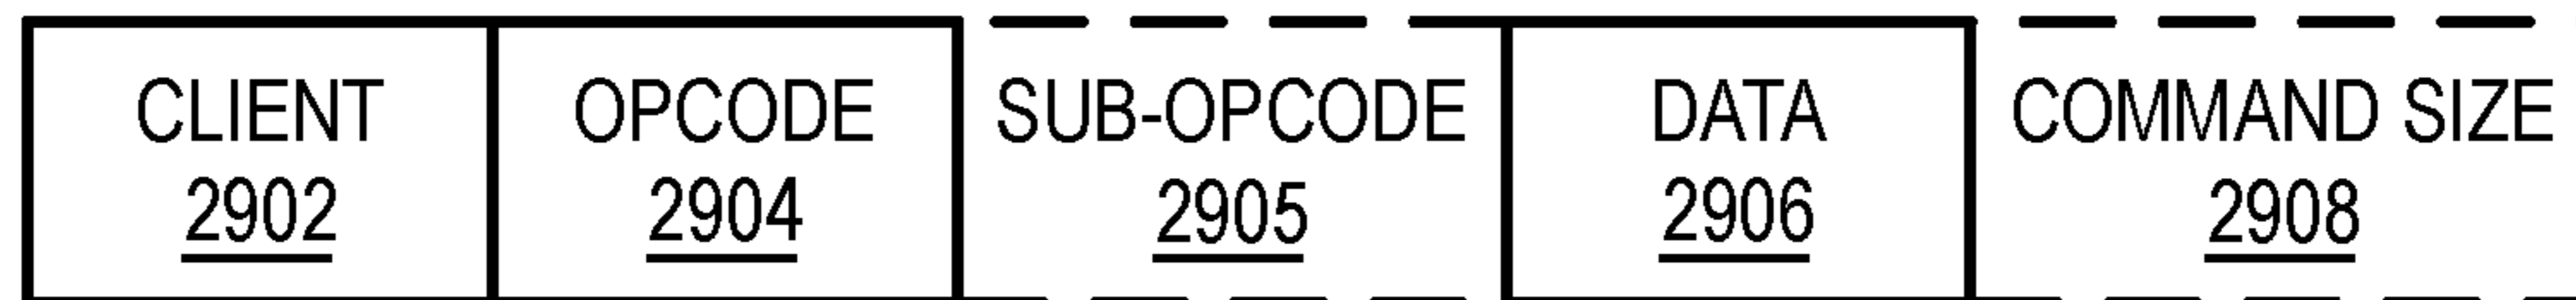 CLIENT OPCODE SUB-OPCODE DATA COMMAND SIZE
2902 2904 2905 2906 2908